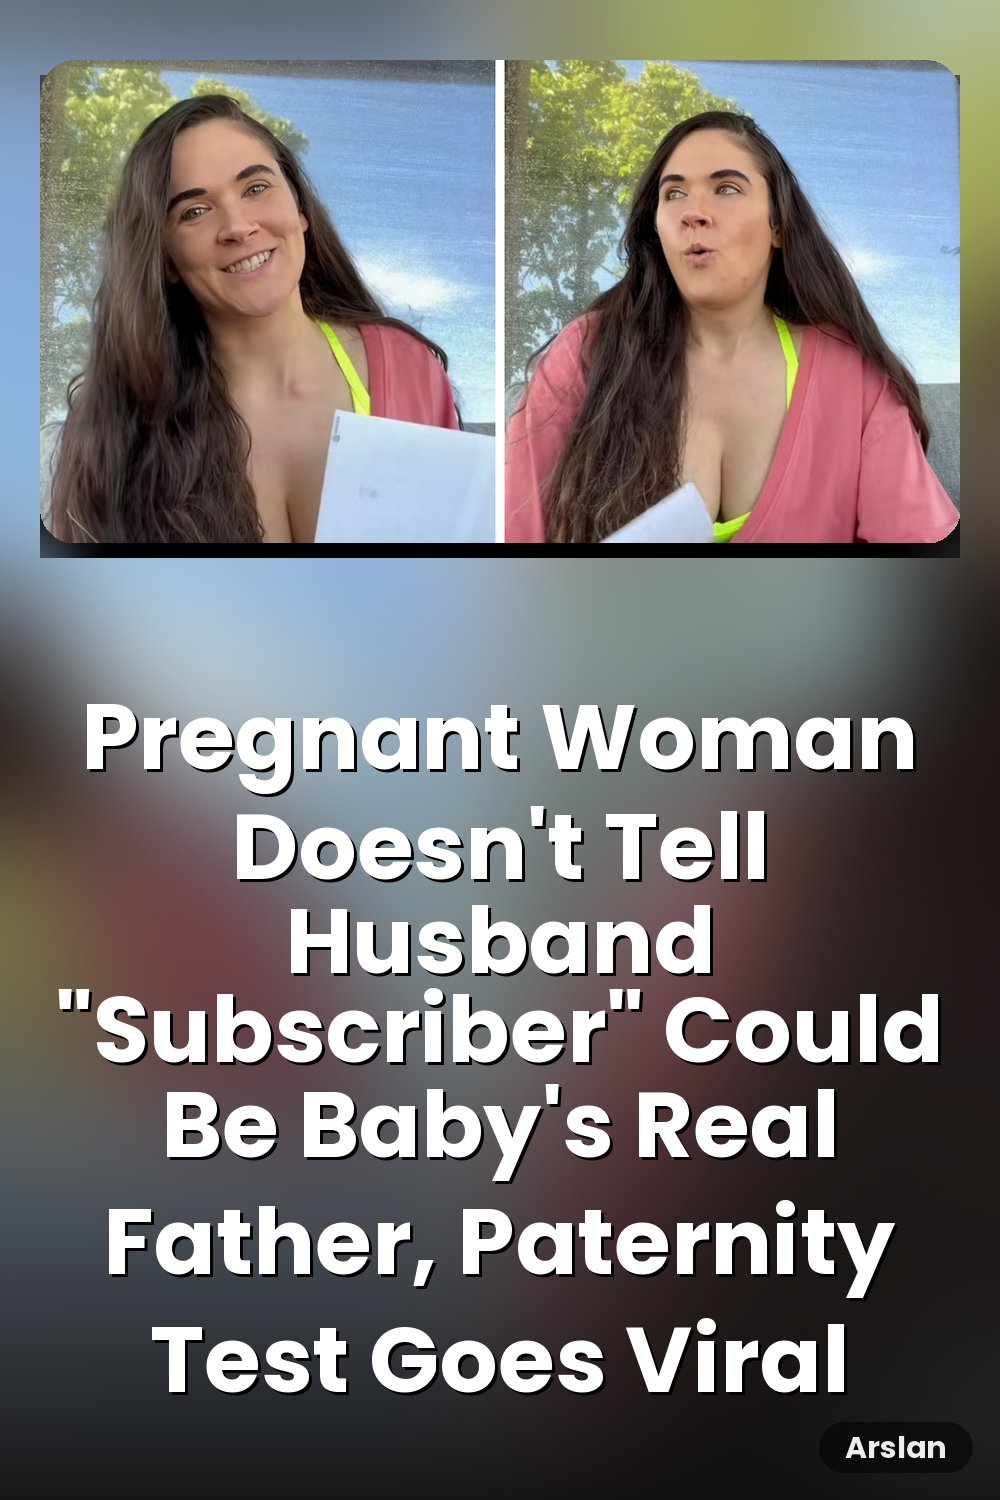 Pregnant Woman
Doesn't Tell
Husband
"Subscriber" Could
Be Baby's Real
Father, Paternity
Test Goes Viral
Arslan